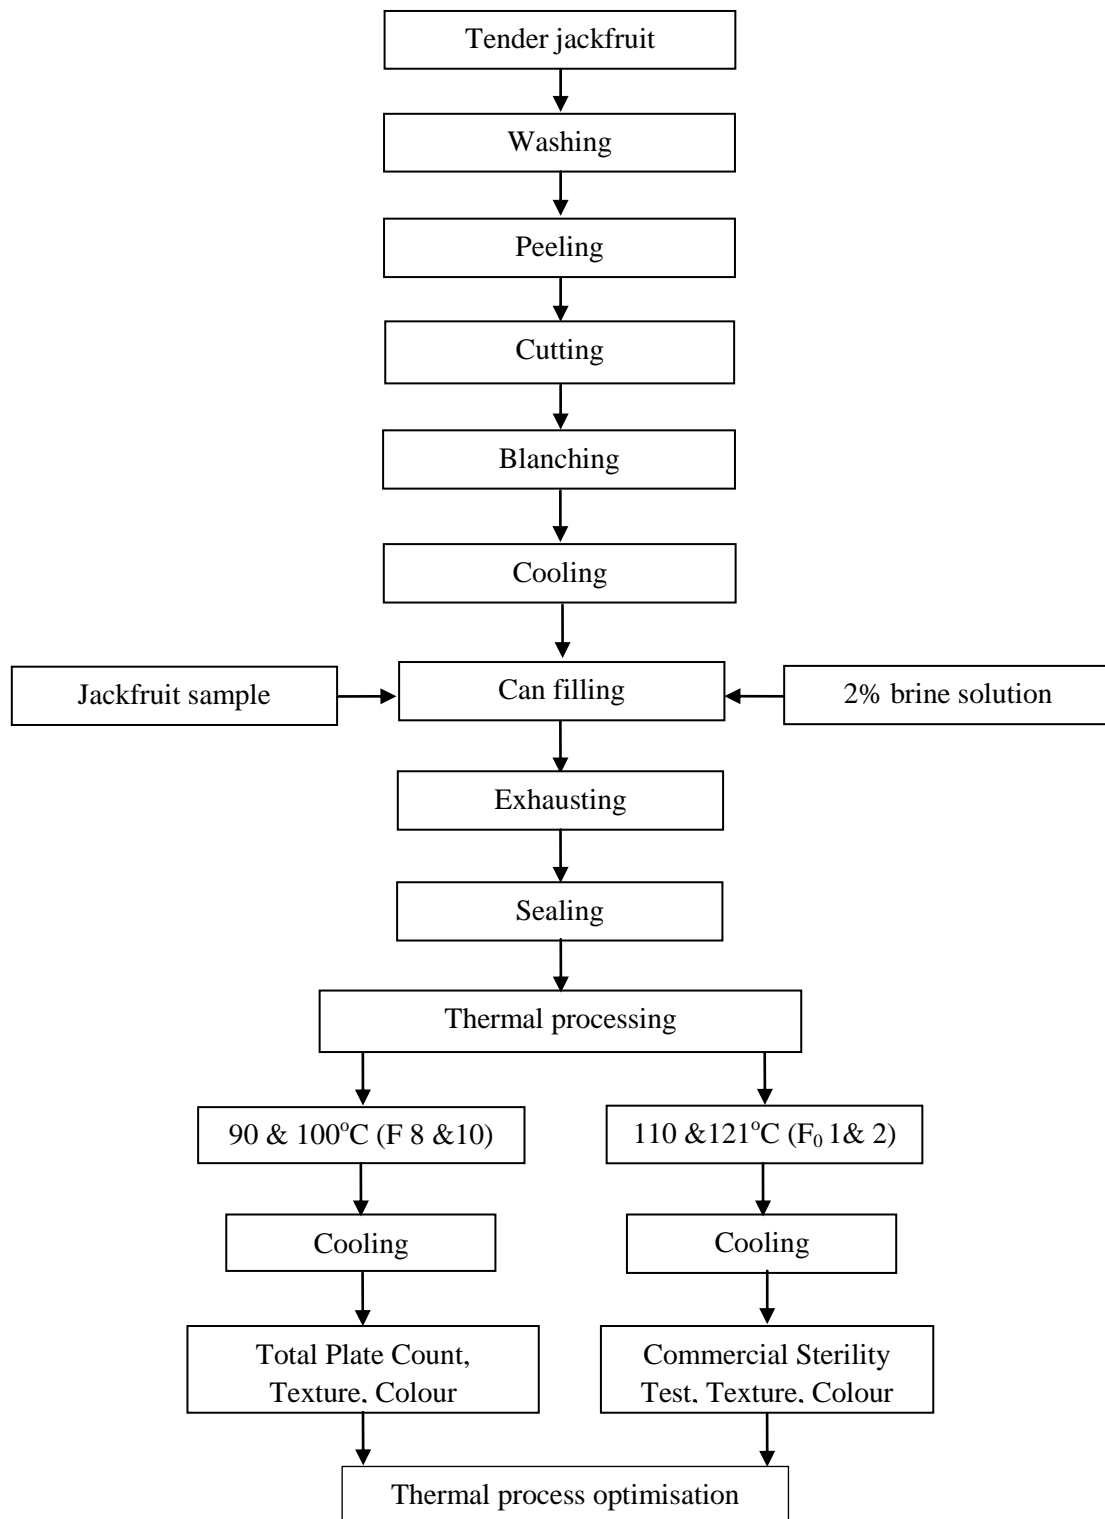 Tender jackfruit
Washing
Peeling
Cutting
Blanching
Cooling
Jackfruit sample
Can filling
2% brine solution
Exhausting
Sealing
Thermal processing
90 & 100°C (F 8 &10)
110 &121°C (F₀ 1& 2)
Cooling
Cooling
Total Plate Count,
Texture, Colour
Commercial Sterility
Test, Texture, Colour
Thermal process optimisation